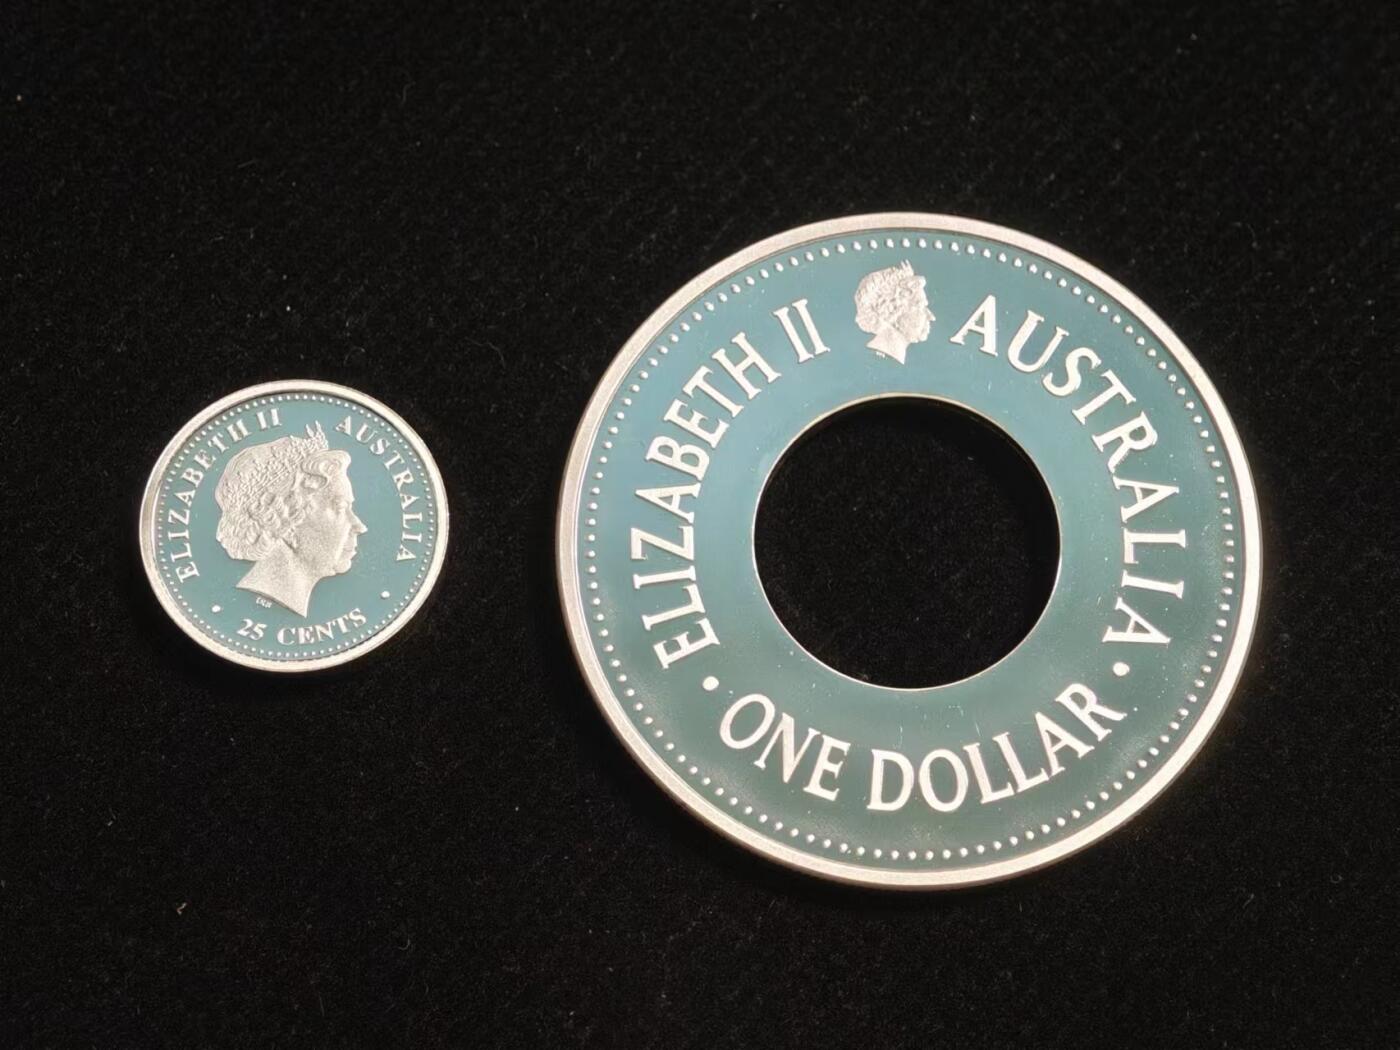 ELIZABETH II AUSTRALIA
• 25 CENTS •
ELIZABETH II AUSTRALIA
• ONE DOLLAR •